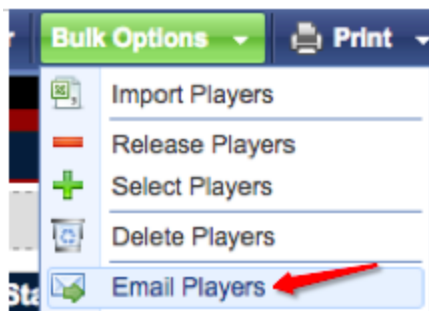 Bulk Options Print
Import Players
Release Players
Select Players
Delete Players
Email Players